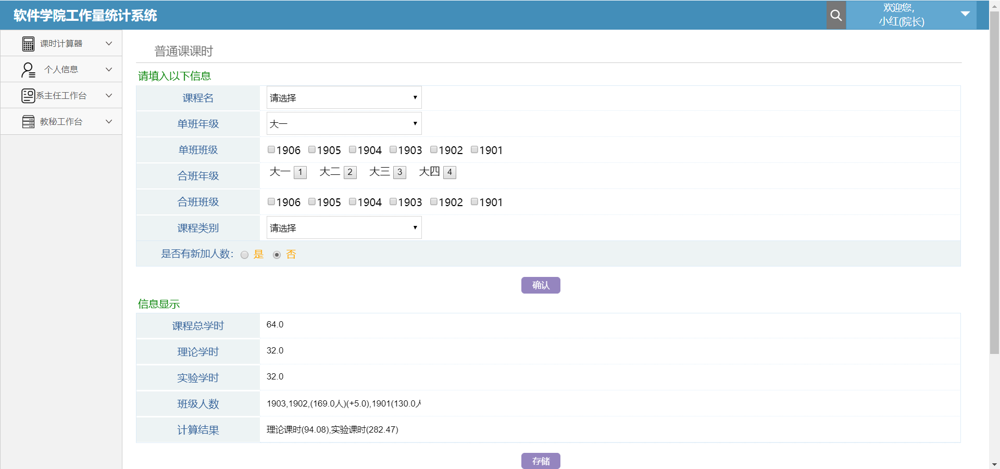 软件学院工作量统计系统
欢迎您，
小红(院长)
课时计算器
个人信息
系主任工作台
教秘工作台
普通课课时
请填入以下信息
课程名 请选择
单班年级 大一
单班班级 1906 1905 1904 1903 1902 1901
合班年级 大一 1 大二 2 大三 3 大四 4
合班班级 1906 1905 1904 1903 1902 1901
课程类别 请选择
是否有新加人数： 是 否
确认
信息显示
课程总学时 64.0
理论学时 32.0
实验学时 32.0
班级人数 1903,1902,(169.0人)(+5.0),1901(130.0人
计算结果 理论课时(94.08),实验课时(282.47)
存储